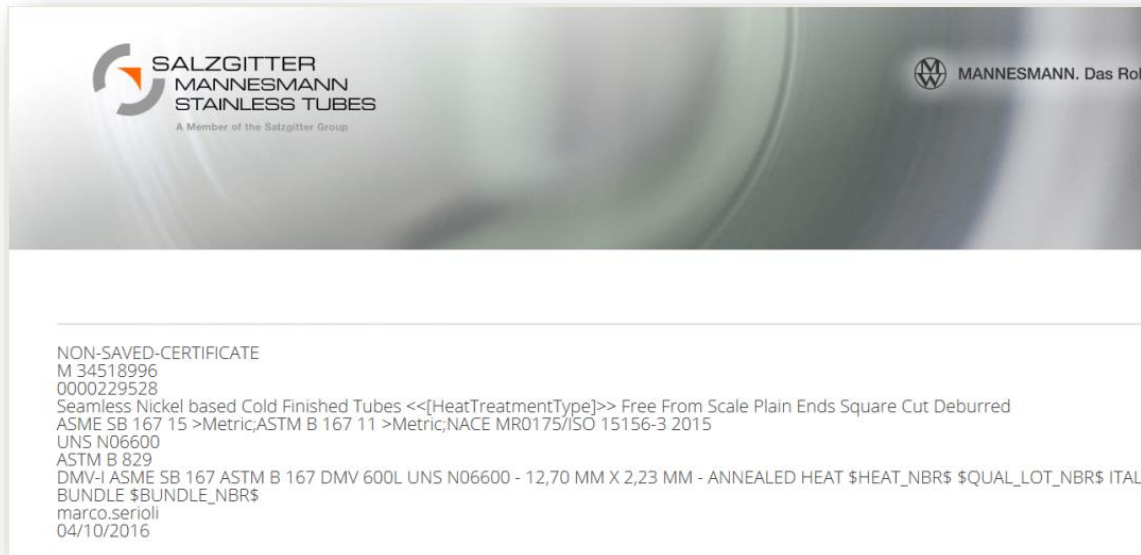 SALZGITTER
MANNESMANN
STAINLESS TUBES
A Member of the Salzgitter Group
MANNESMANN. Das
NON-SAVED-CERTIFICATE
M 34518996
0000229528
Seamless Nickel based Cold Finished Tubes <<[HeatTreatmentType]>> Free From Scale Plain Ends Square Cut Deburred
ASME SB 167 15 >Metric;ASTM B 167 11 >Metric;NACE MR0175/ISO 15156-3 2015
UNS N06600
ASTM B 829
DMV-I ASME SB 167 ASTM B 167 DMV 600L UNS N06600 - 12,70 MM X 2,23 MM - ANNEALED HEAT $HEAT_NBR$ $QUAL_LOT_NBR$ ITAL
BUNDLE $BUNDLE_NBR$
marco.serioli
04/10/2016